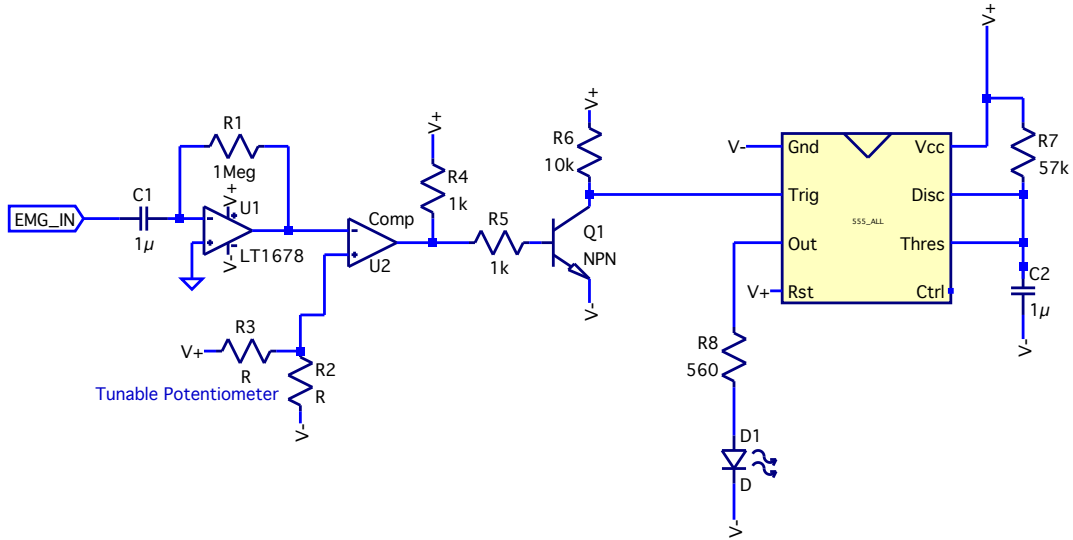 V+
R1
1Meg
V+
U1
V-
LT1678
C1
1µ
EMG_IN
Comp
U2
V+
R4
1k
R5
1k
V+
R6
10k
Q1
NPN
V-
R3
V+
R
R2
R
Tunable Potentiometer
V-
V-
Gnd
Vcc
Trig
Disc
555_ALL
Out
Thres
V+
Rst
Ctrl
R7
57k
C2
1µ
V-
R8
560
D1
D
V-